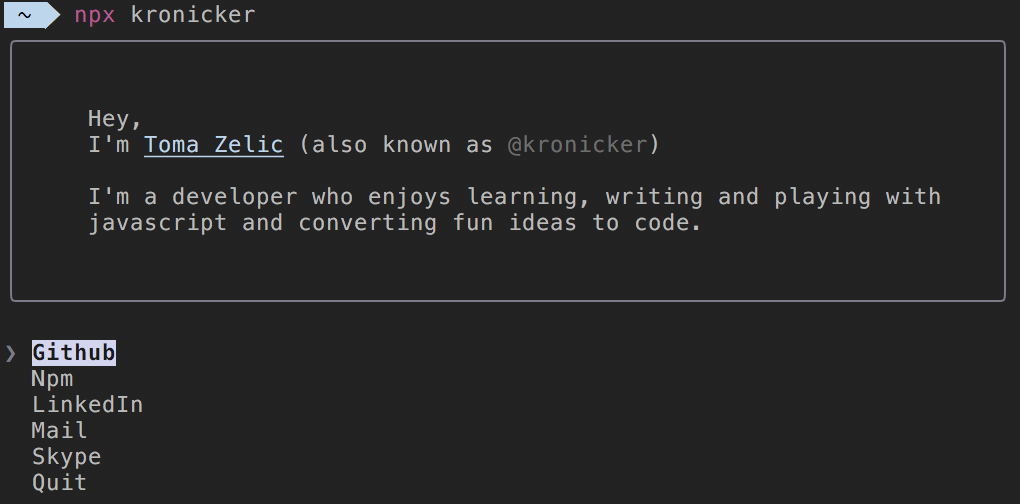 ~ npx kronicker
Hey,
I'm Toma Zelic (also known as @kronicker)
I'm a developer who enjoys learning, writing and playing with
javascript and converting fun ideas to code.
❯ Github
Npm
LinkedIn
Mail
Skype
Quit